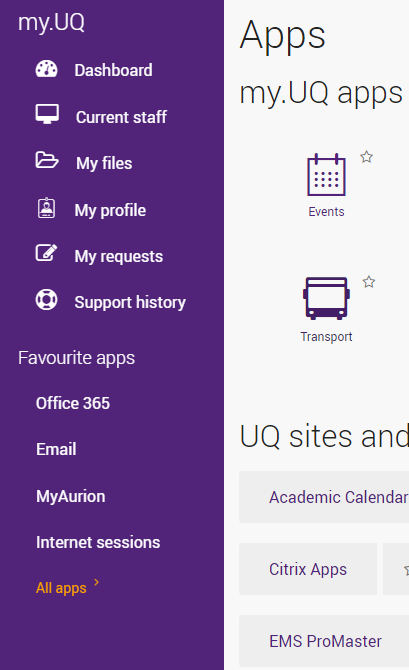 my.UQ
Dashboard
Current staff
My files
My profile
My requests
Support history
Favourite apps
Office 365
Email
MyAurion
Internet sessions
All apps
Apps
my.UQ apps
Events
Transport
UQ sites and
Academic Calendar
Citrix Apps
EMS ProMaster